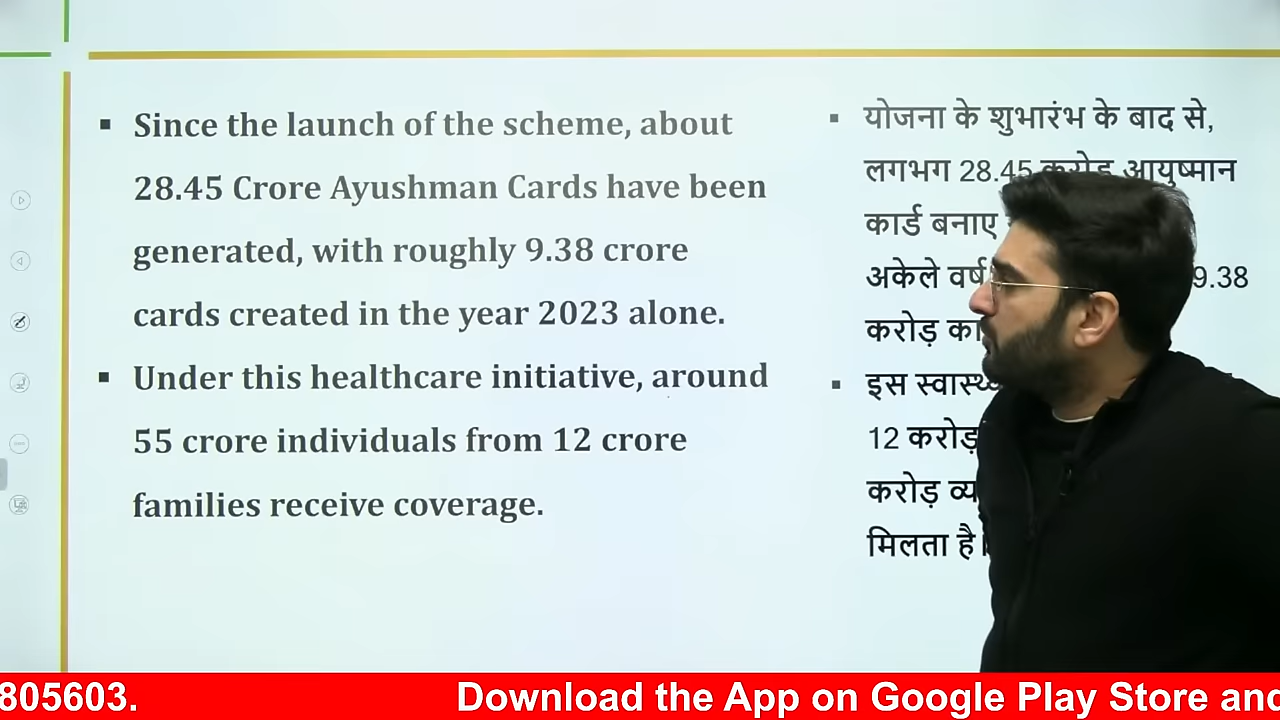 Since the launch of the scheme, about
28.45 Crore Ayushman Cards have been
generated, with roughly 9.38 crore
cards created in the year 2023 alone.
Under this healthcare initiative, around
55 crore individuals from 12 crore
families receive coverage.
योजना के शुभारंभ के बाद से,
लगभग 28.45 करोड़ आयुष्मान
कार्ड बनाए
अकेले वर्ष 9.38
करोड़
इस
12 करोड़
करोड़
मिलता है।
805603. Download the App on Google Play Store and